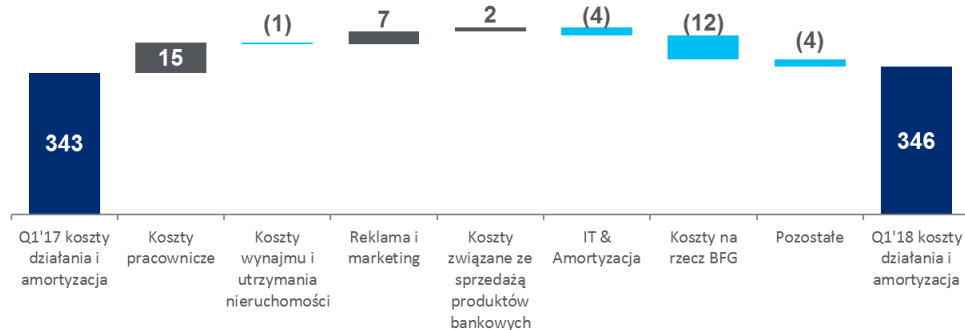 (1)
7
2
(4)
(12)
(4)
15
343
346
Q1'17 koszty
działania i
amortyzacja
Koszty
pracownicze
Koszty
wynajmu i
utrzymania
nieruchomości
Reklama i
marketing
Koszty
związane ze
sprzedażą
produktów
bankowych
IT &
Amortyzacja
Koszty na
rzecz BFG
Pozostałe
Q1'18 koszty
działania i
amortyzacja